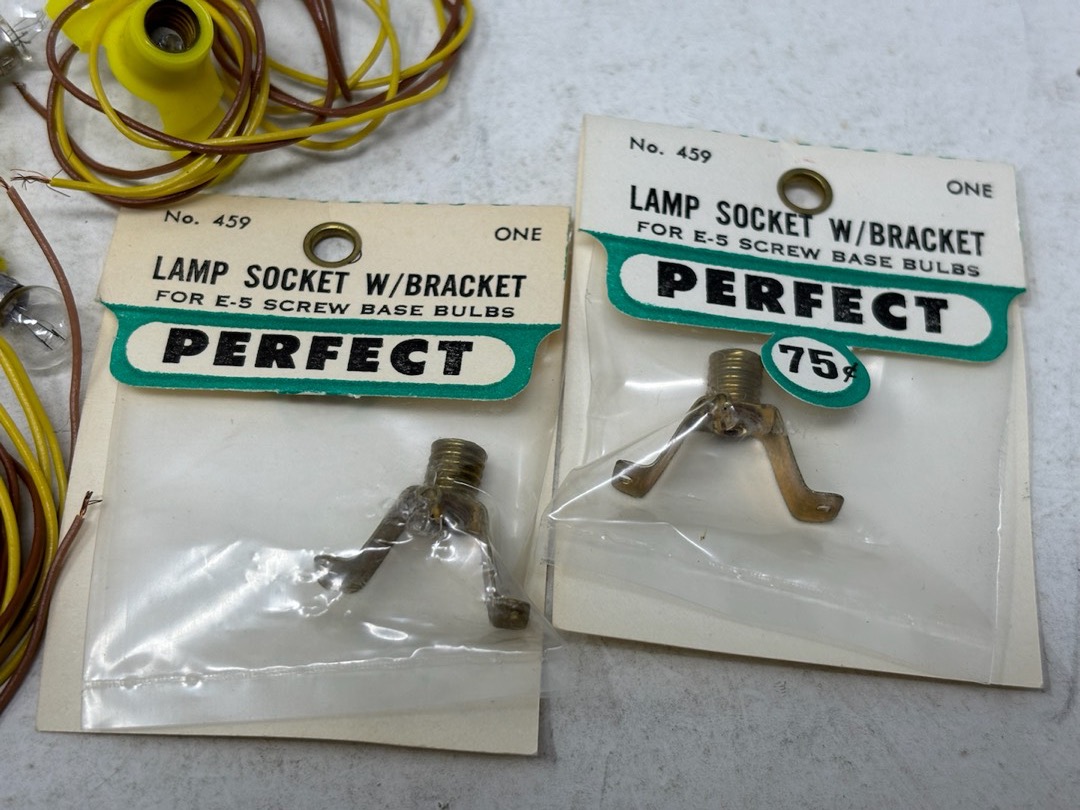 No. 459
ONE
LAMP SOCKET W/BRACKET
FOR E-5 SCREW BASE BULBS
PERFECT
No. 459
ONE
LAMP SOCKET W/BRACKET
FOR E-5 SCREW BASE BULBS
PERFECT
75¢